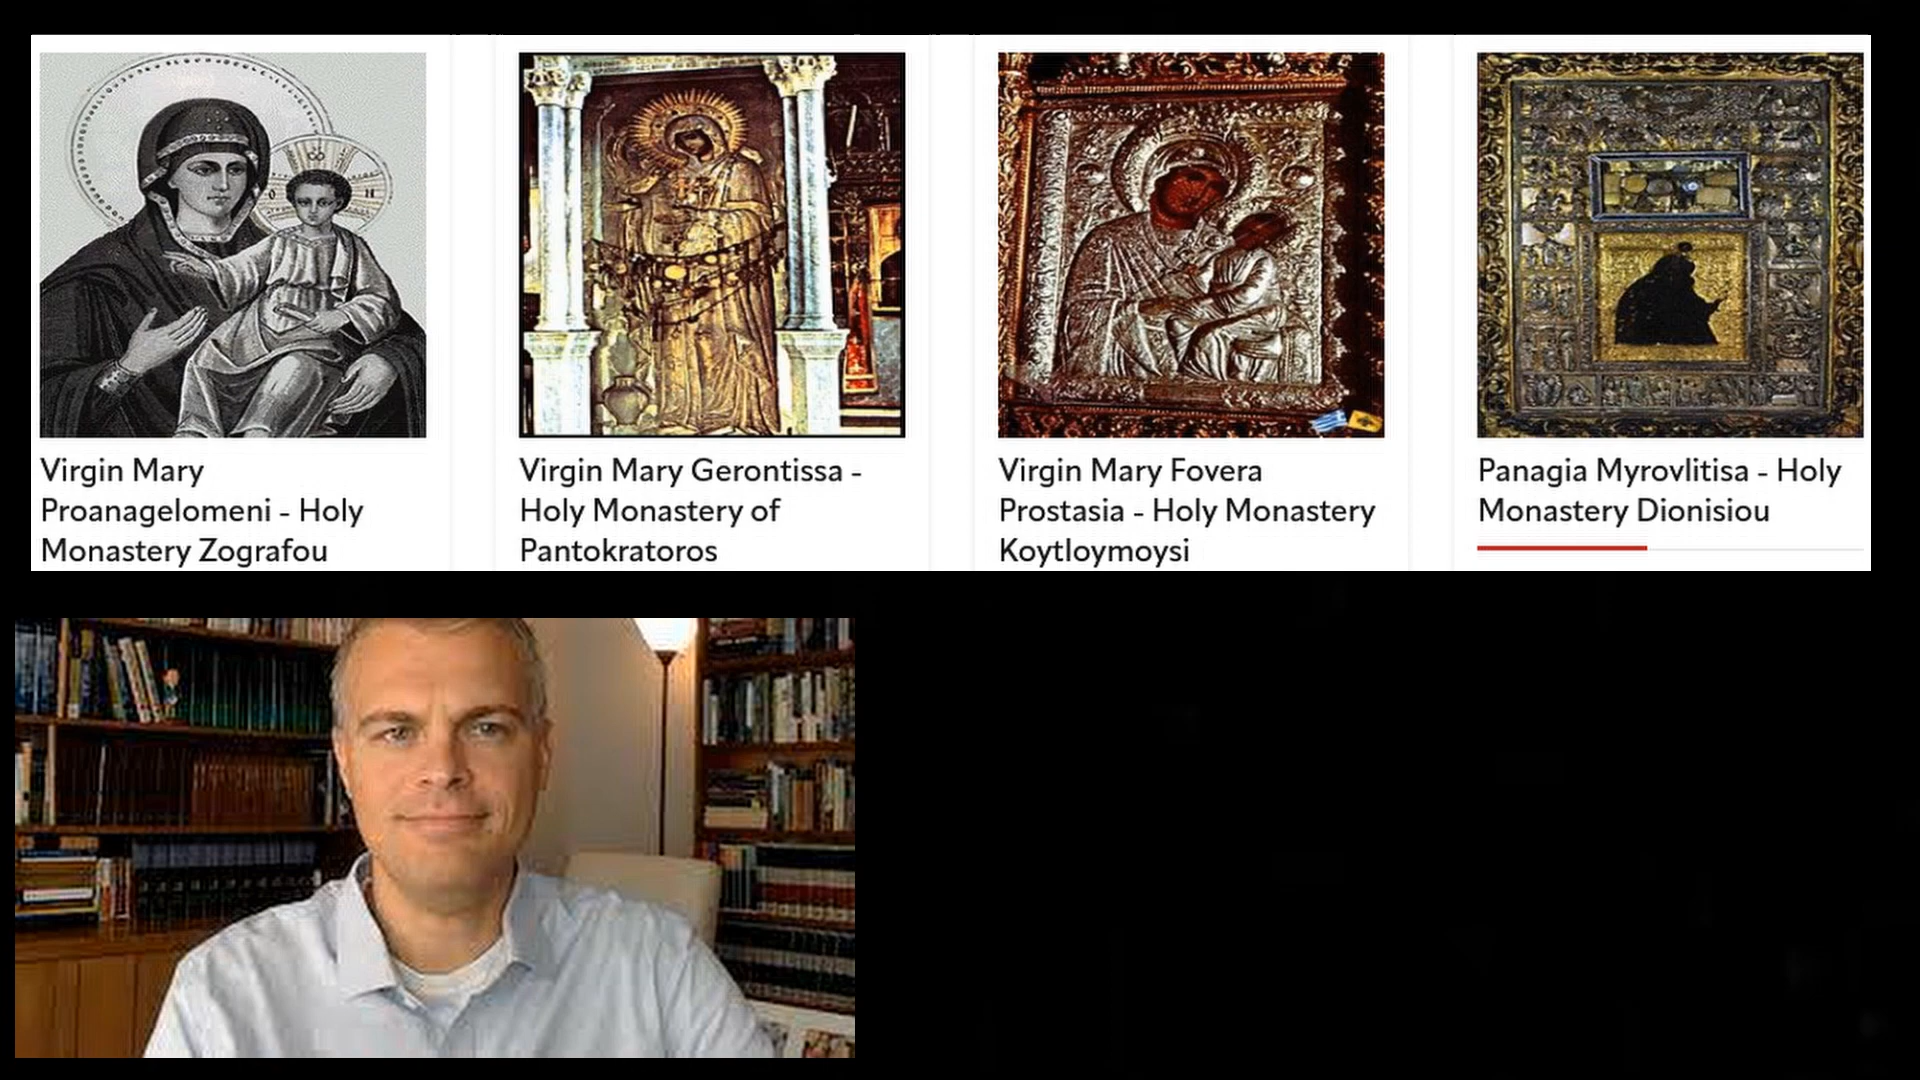 Virgin Mary
Proanagelomeni - Holy
Monastery Zografou
Virgin Mary Gerontissa -
Holy Monastery of
Pantokratoros
Virgin Mary Fovera
Prostasia - Holy Monastery
Koytloymoysi
Panagia Myrovlitisa - Holy
Monastery Dionisiou